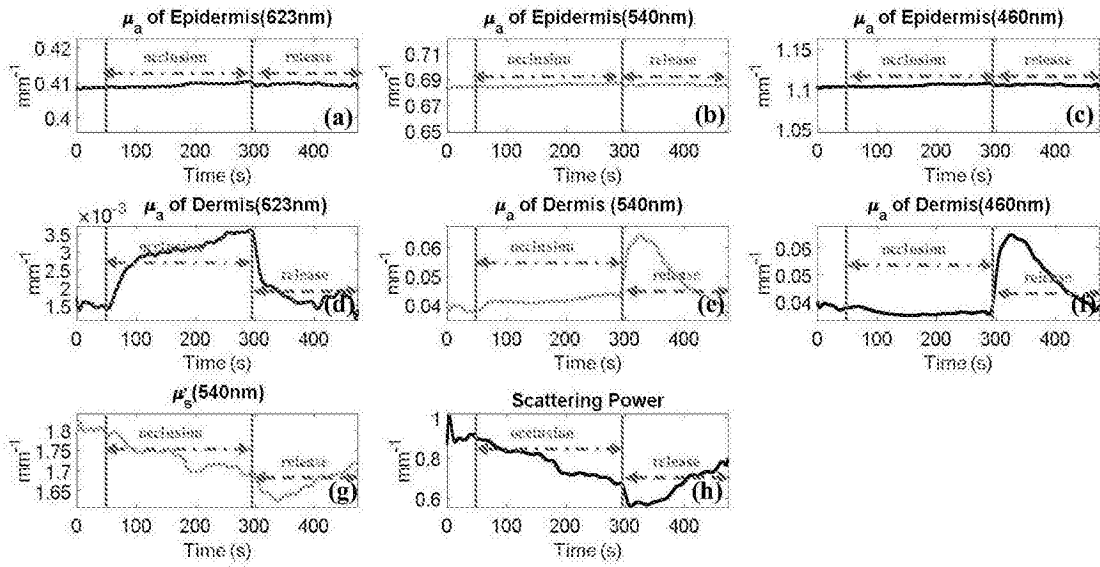 μa of Epidermis(623nm)
μa of Epidermis(540nm)
μa of Epidermis(460nm)
mm-1
0.42
0.41
0.4
occlusion
release
(a)
0 100 200 300 400
Time (s)
mm-1
0.71
0.69
0.67
0.65
occlusion
release
(b)
0 100 200 300 400
Time (s)
mm-1
1.15
1.1
1.05
occlusion
release
(c)
0 100 200 300 400
Time (s)
μa of Dermis(623nm)
μa of Dermis (540nm)
μa of Dermis(460nm)
×10-3
mm-1
3.5
3
2.5
2
1.5
occlusion
release
(d)
0 100 200 300 400
Time (s)
mm-1
0.06
0.05
0.04
occlusion
release
(e)
0 100 200 300 400
Time (s)
mm-1
0.06
0.05
0.04
occlusion
release
(f)
0 100 200 300 400
Time (s)
μ's(540nm)
Scattering Power
mm-1
1.8
1.75
1.7
1.65
occlusion
release
(g)
0 100 200 300 400
Time (s)
mm-1
1
0.8
0.6
occlusion
release
(h)
0 100 200 300 400
Time (s)